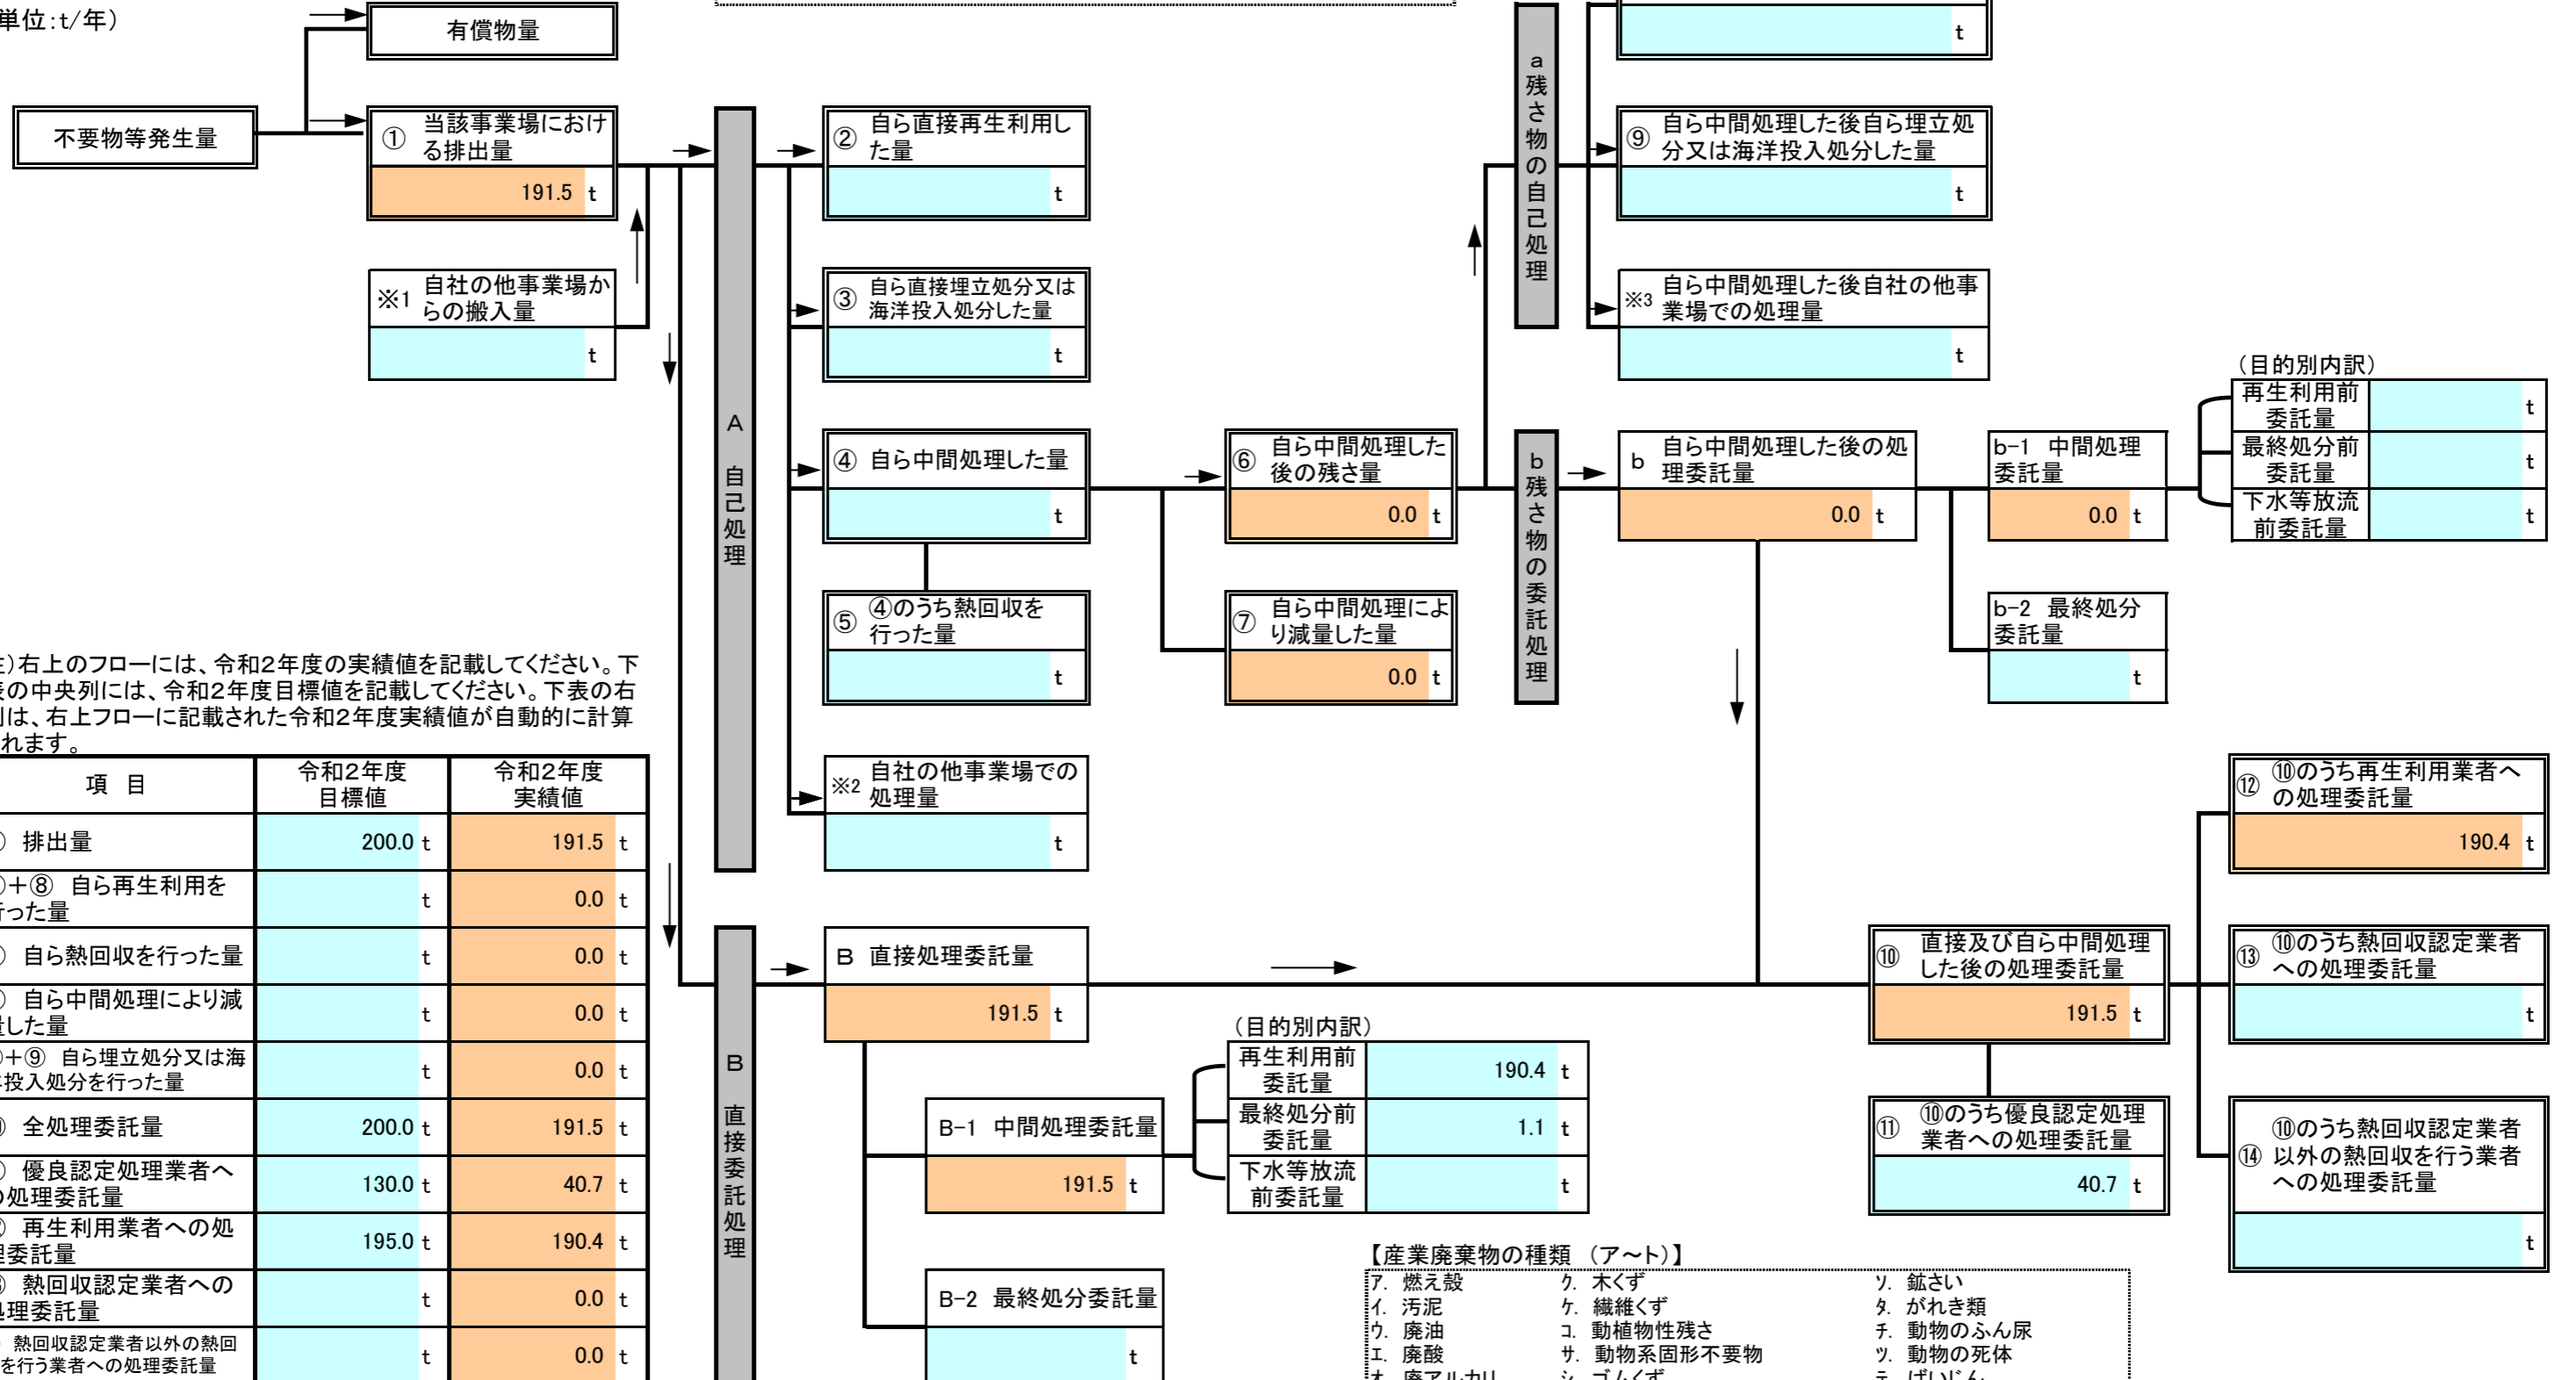 単位:t/年）
有償物量
不要物等発生量
① 当該事業場におけ
る排出量
191.5 t
※1 自社の他事業場か
らの搬入量
t
A 自己処理
② 自ら直接再生利用し
た量
t
③ 自ら直接埋立処分又は
海洋投入処分した量
t
④ 自ら中間処理した量
t
⑤ ④のうち熱回収を
行った量
t
※2 自社の他事業場での
処理量
t
⑥ 自ら中間処理した
後の残さ量
0.0 t
⑦ 自ら中間処理によ
り減量した量
0.0 t
a 残さ物の自己処理
t
⑨ 自ら中間処理した後自ら埋立処
分又は海洋投入処分した量
t
※3 自ら中間処理した後自社の他事
業場での処理量
t
b 残さ物の委託処理
b 自ら中間処理した後の処
理委託量
0.0 t
b-1 中間処理
委託量
0.0 t
b-2 最終処分
委託量
t
（目的別内訳）
再生利用前
委託量 t
最終処分前
委託量 t
下水等放流
前委託量 t
)右上のフローには、令和2年度の実績値を記載してください。下
表の中央列には、令和2年度目標値を記載してください。下表の右
列は、右上フローに記載された令和2年度実績値が自動的に計算
れます。
項 目 令和2年度
目標値 令和2年度
実績値
排出量 200.0 t 191.5 t
+⑧ 自ら再生利用を
行った量 t 0.0 t
自ら熱回収を行った量 t 0.0 t
自ら中間処理により減
量した量 t 0.0 t
+⑨ 自ら埋立処分又は海
洋投入処分を行った量 t 0.0 t
全処理委託量 200.0 t 191.5 t
優良認定処理業者へ
の処理委託量 130.0 t 40.7 t
再生利用業者への処
理委託量 195.0 t 190.4 t
熱回収認定業者への
処理委託量 t 0.0 t
熱回収認定業者以外の熱回
を行う業者への処理委託量 t 0.0 t
B 直接委託処理
B 直接処理委託量
191.5 t
B-1 中間処理委託量
191.5 t
B-2 最終処分委託量
t
（目的別内訳）
再生利用前
委託量 190.4 t
最終処分前
委託量 1.1 t
下水等放流
前委託量 t
⑩ 直接及び自ら中間処理
した後の処理委託量
191.5 t
⑪ ⑩のうち優良認定処理
業者への処理委託量
40.7 t
⑫ ⑩のうち再生利用業者へ
の処理委託量
190.4 t
⑬ ⑩のうち熱回収認定業者
への処理委託量
t
⑭ ⑩のうち熱回収認定業者
以外の熱回収を行う業者
への処理委託量
t
【産業廃棄物の種類 （ア～ト）】
ア. 燃え殻 ク. 木くず ソ. 鉱さい
イ. 汚泥 ケ. 繊維くず タ. がれき類
ウ. 廃油 コ. 動植物性残さ チ. 動物のふん尿
エ. 廃酸 サ. 動物系固形不要物 ツ. 動物の死体
オ. 廃アルカリ シ. ゴムくず テ. ばいじん